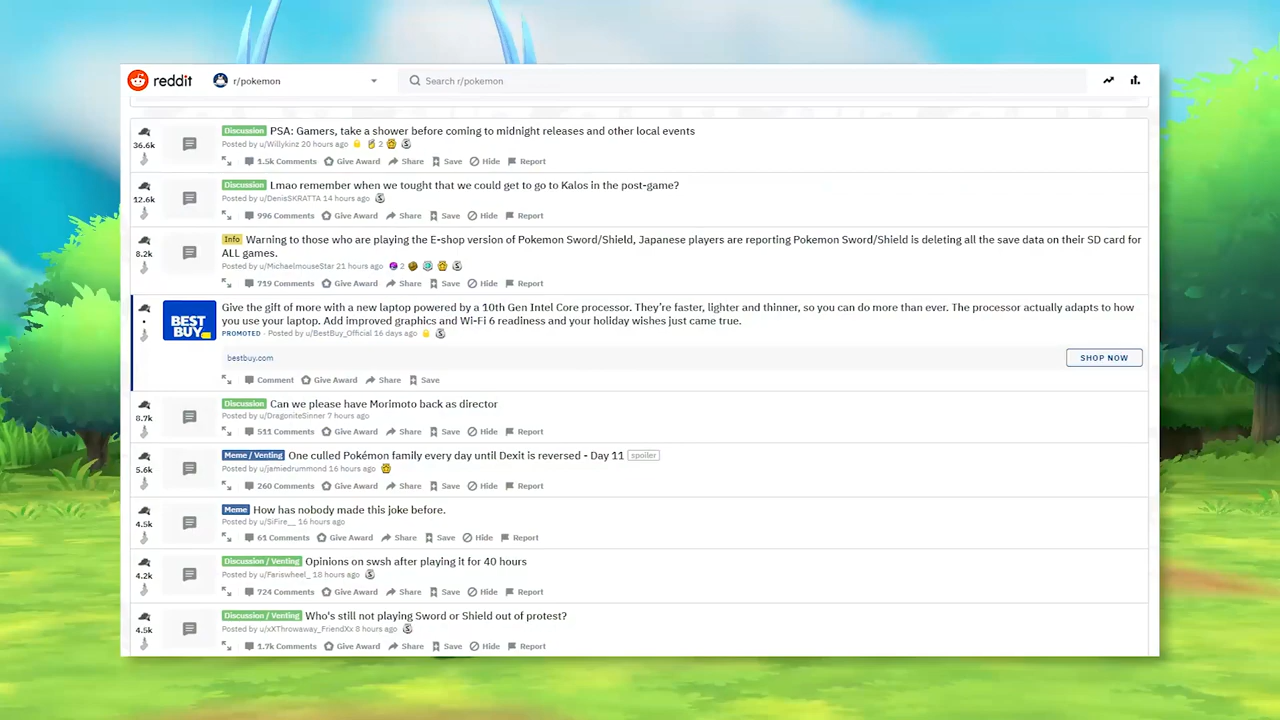 reddit r/pokemon Search r/pokemon
Discussion PSA: Gamers, take a shower before coming to midnight releases and other local events
36.6k
Posted by u/Willykinz 20 hours ago 2
1.5k Comments Give Award Share Save Hide Report
Discussion Lmao remember when we tought that we could get to go to Kalos in the post-game?
12.6k
Posted by u/DenisSKRATTA 14 hours ago
996 Comments Give Award Share Save Hide Report
Info Warning to those who are playing the E-shop version of Pokemon Sword/Shield, Japanese players are reporting Pokemon Sword/Shield is deleting all the save data on their SD card for
8.2k
ALL games.
Posted by u/MichaelmouseStar 21 hours ago 2
719 Comments Give Award Share Save Hide Report
Give the gift of more with a new laptop powered by a 10th Gen Intel Core processor. They're faster, lighter and thinner, so you can do more than ever. The processor actually adapts to how
BEST
BUY
you use your laptop. Add improved graphics and Wi-Fi 6 readiness and your holiday wishes just came true.
PROMOTED · Posted by u/BestBuy_Official 16 days ago
bestbuy.com SHOP NOW
Comment Give Award Share Save
Discussion Can we please have Morimoto back as director
8.7k
Posted by u/DragoniteSinner 7 hours ago
511 Comments Give Award Share Save Hide Report
Meme / Venting One culled Pokémon family every day until Dexit is reversed - Day 11 spoiler
5.6k
Posted by u/jamiedrummond 16 hours ago
260 Comments Give Award Share Save Hide Report
Meme How has nobody made this joke before.
4.5k
Posted by u/SiFire__ 16 hours ago
61 Comments Give Award Share Save Hide Report
Discussion / Venting Opinions on swsh after playing it for 40 hours
4.2k
Posted by u/Fariswheel_ 18 hours ago
724 Comments Give Award Share Save Hide Report
Discussion / Venting Who's still not playing Sword or Shield out of protest?
4.5k
Posted by u/xXThrowaway_FriendXx 8 hours ago
1.7k Comments Give Award Share Save Hide Report